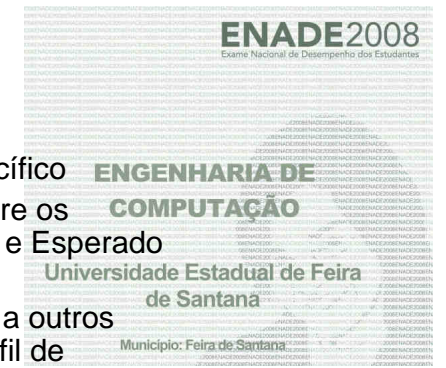 ENADE2008
Exame Nacional de Desempenho dos Estudantes
cífico
ENGENHARIA DE
re os
COMPUTAÇÃO
e Esperado
Universidade Estadual de Feira
de Santana
a outros
fil de
Município: Feira de Santana